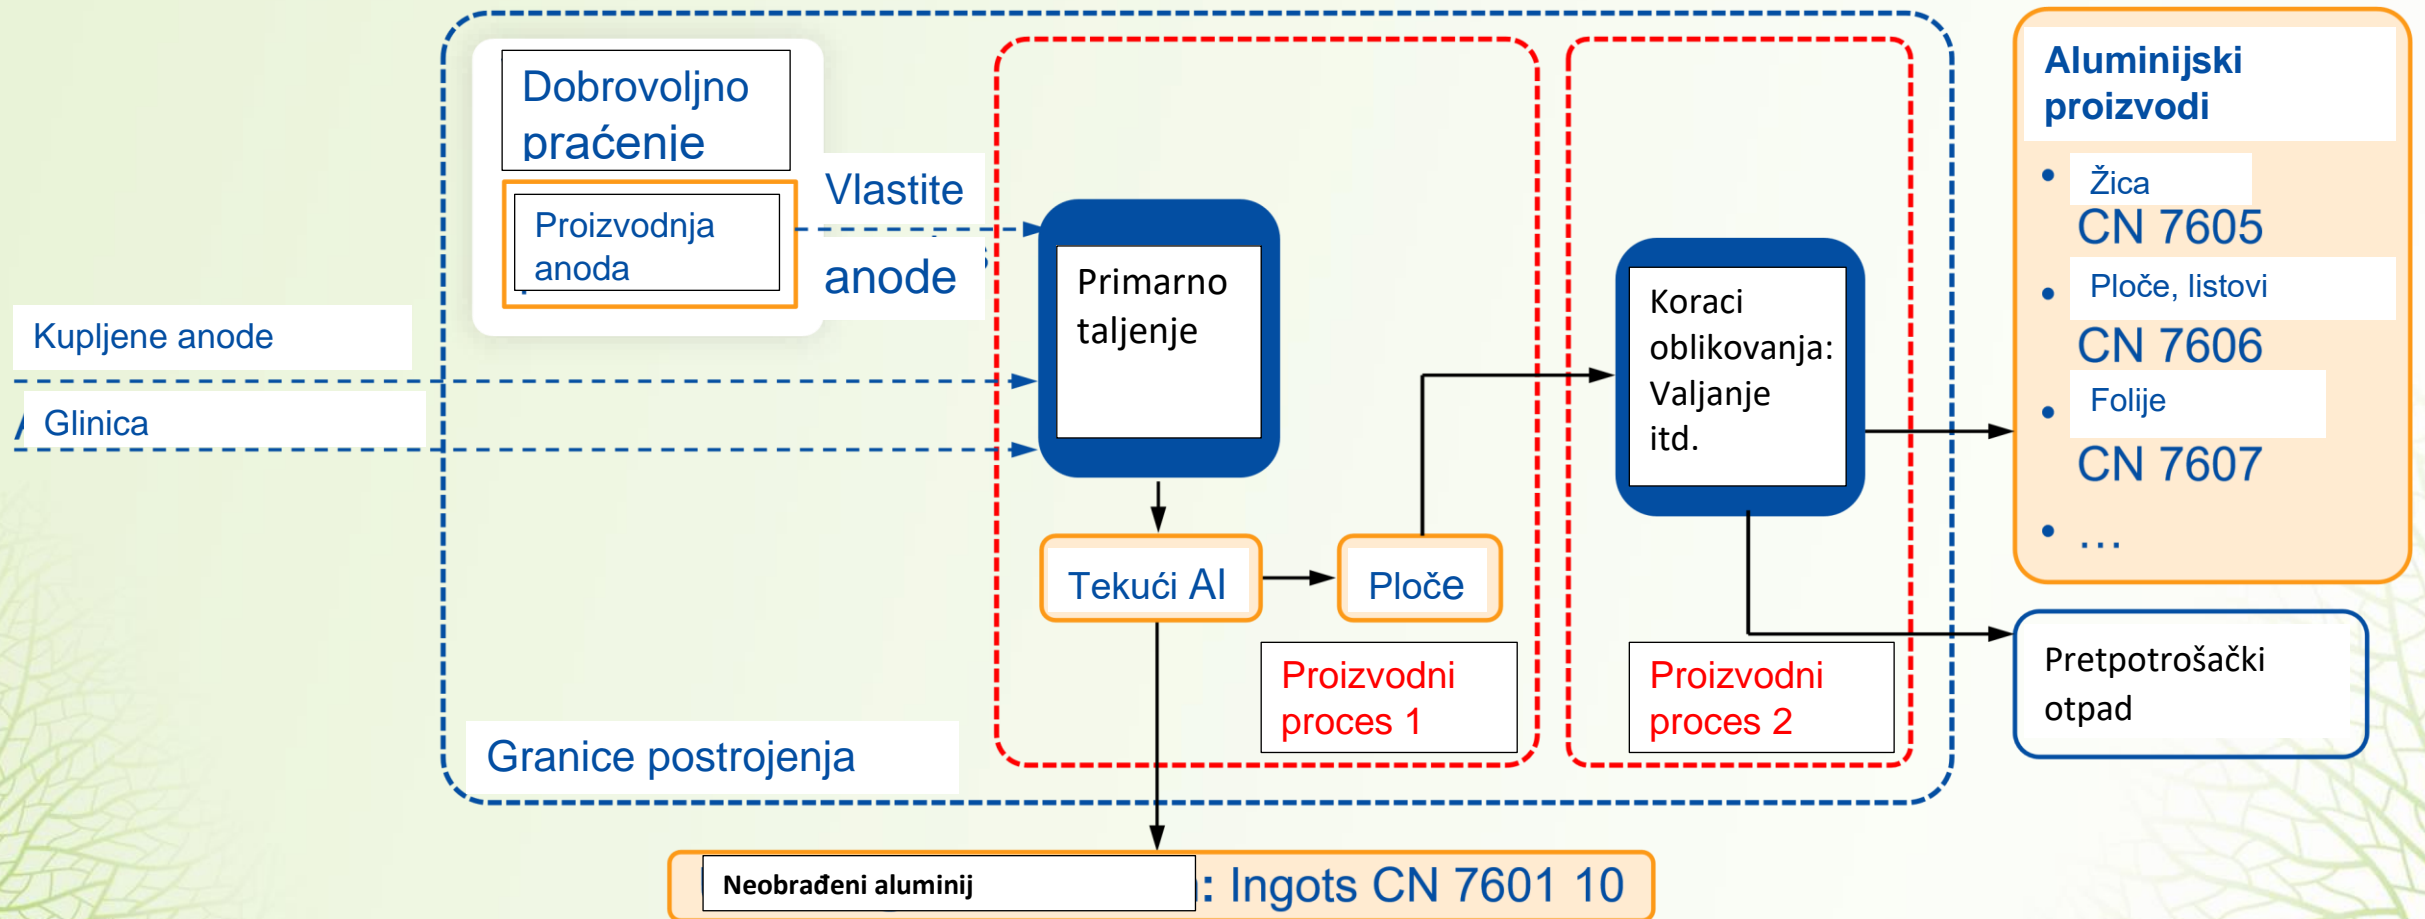 Dobrovoljno
praćenje
Proizvodnja
anoda
Vlastite
anode
Kupljene anode
Glinica
Primarno
taljenje
Tekući Al
Ploče
Proizvodni
proces 1
Koraci
oblikovanja:
Valjanje
itd.
Proizvodni
proces 2
Granice postrojenja
Neobrađeni aluminij : Ingots CN 7601 10
Aluminijski
proizvodi
• Žica
CN 7605
• Ploče, listovi
CN 7606
• Folije
CN 7607
• ...
Pretpotrošački
otpad